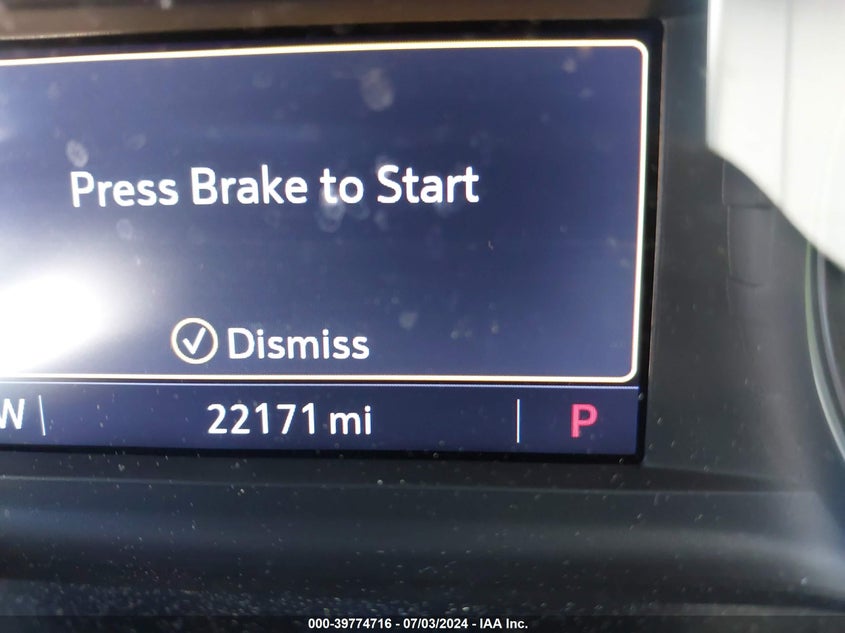 Press Brake to Start
Dismiss
W 22171 mi P
000-39774716 - 07/03/2024 - IAA Inc.